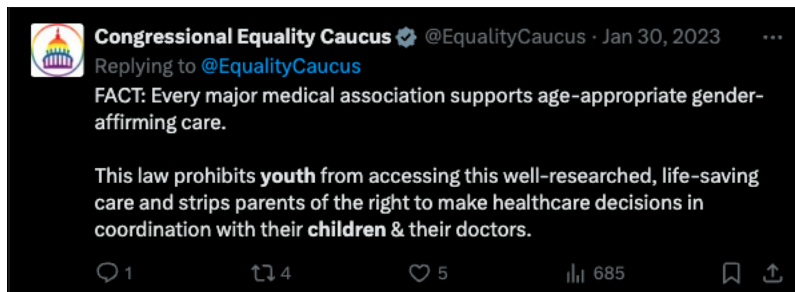 Congressional Equality Caucus @EqualityCaucus · Jan 30, 2023
Replying to @EqualityCaucus
FACT: Every major medical association supports age-appropriate gender-
affirming care.
This law prohibits youth from accessing this well-researched, life-saving
care and strips parents of the right to make healthcare decisions in
coordination with their children & their doctors.
1 4 5 685